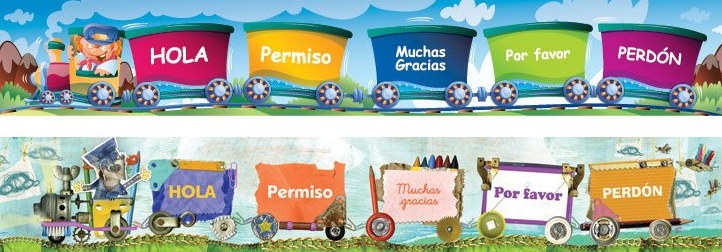 HOLA
Permiso
Muchas
Gracias
Por favor
PERDÓN
HOLA
Permiso
Muchas
gracias
Por favor
PERDÓN